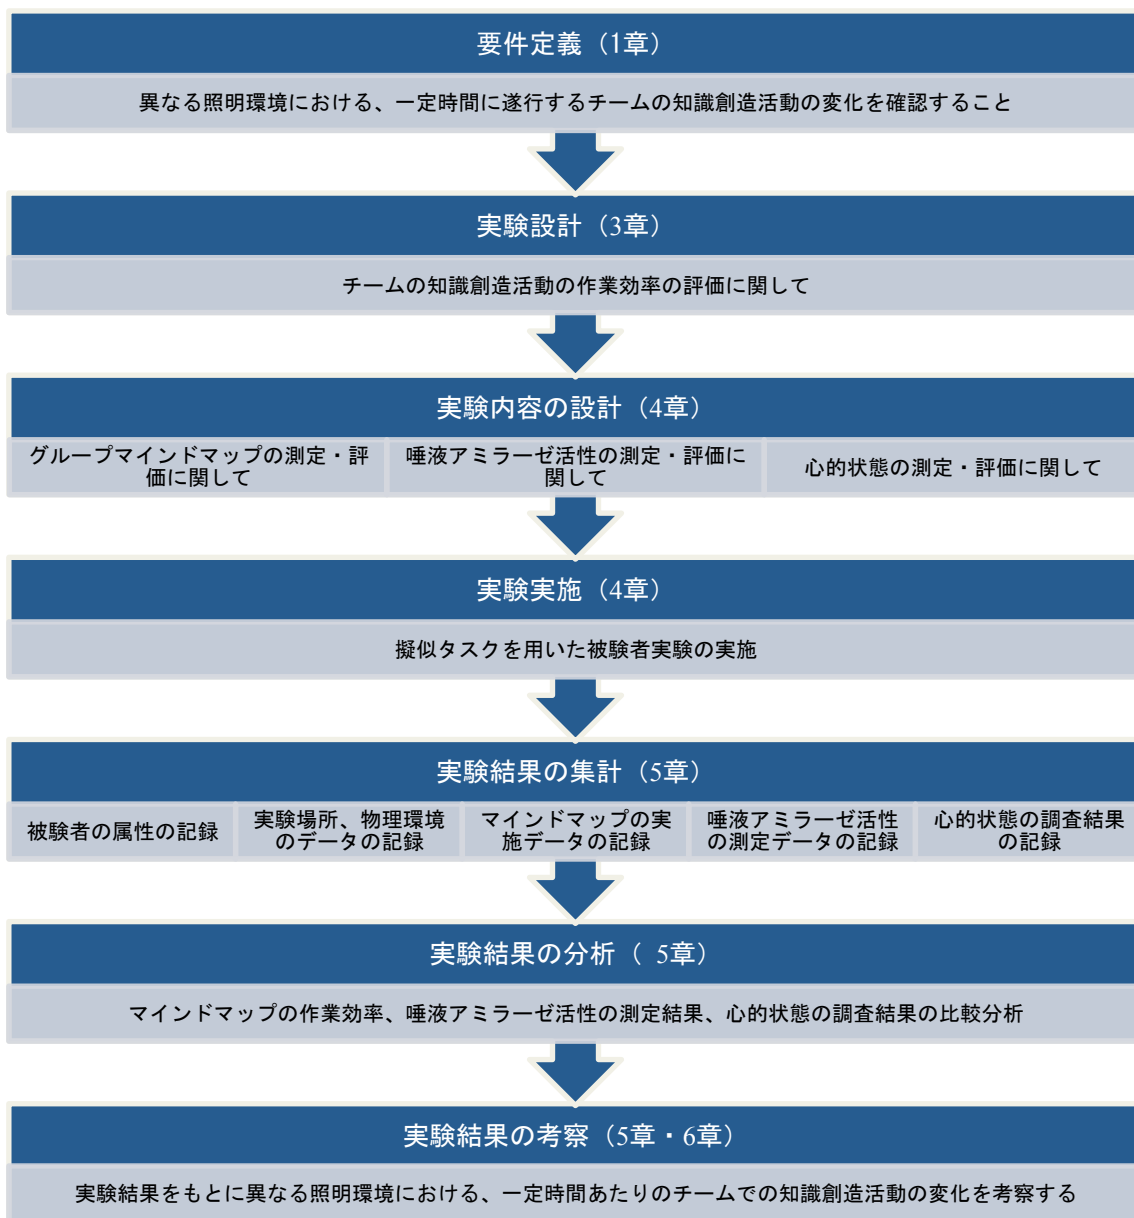 要件定義（1章）
異なる照明環境における、一定時間に遂行するチームの知識創造活動の変化を確認すること
実験設計（3章）
チームの知識創造活動の作業効率の評価に関して
実験内容の設計（4章）
グループマインドマップの測定・評
価に関して
唾液アミラーゼ活性の測定・評価に
関して
心的状態の測定・評価に関して
実験実施（4章）
擬似タスクを用いた被験者実験の実施
実験結果の集計（5章）
被験者の属性の記録
実験場所、物理環境
のデータの記録
マインドマップの実
施データの記録
唾液アミラーゼ活性
の測定データの記録
心的状態の調査結果
の記録
実験結果の分析（ 5章）
マインドマップの作業効率、唾液アミラーゼ活性の測定結果、心的状態の調査結果の比較分析
実験結果の考察（5章・6章）
実験結果をもとに異なる照明環境における、一定時間あたりのチームでの知識創造活動の変化を考察する